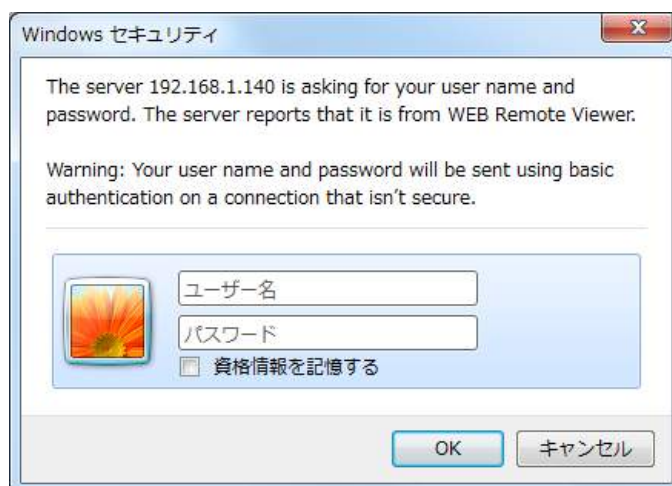 Windows セキュリティ
The server 192.168.1.140 is asking for your user name and
password. The server reports that it is from WEB Remote Viewer.
Warning: Your user name and password will be sent using basic
authentication on a connection that isn't secure.
ユーザー名
パスワード
資格情報を記憶する
OK
キャンセル